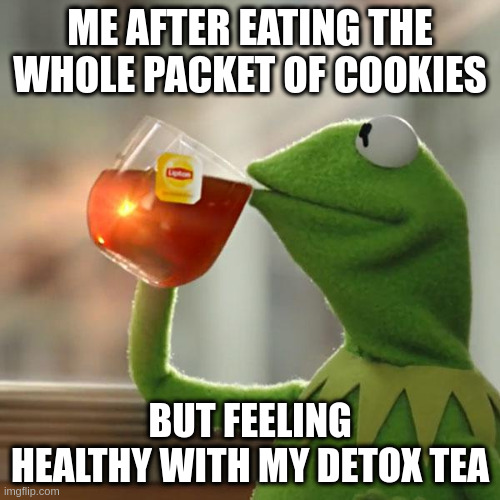 ME AFTER EATING THE
WHOLE PACKET OF COOKIES
Lipton
BUT FEELING
HEALTHY WITH MY DETOX TEA
imgflip.com